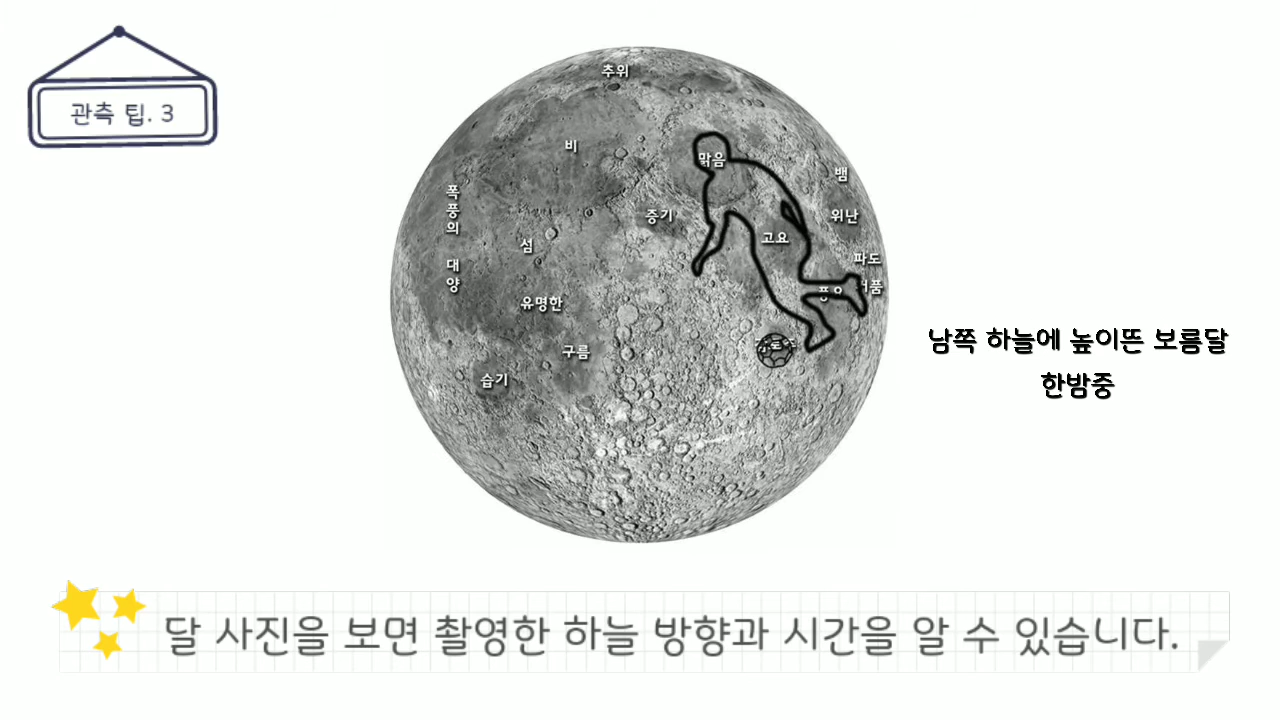 관측 팁. 3
추위
비
맑음
뱀
폭풍의 대양
증기
위난
섬
고요
파도
거품
유명한
구름
습기
남쪽 하늘에 높이뜬 보름달
한밤중
달 사진을 보면 촬영한 하늘 방향과 시간을 알 수 있습니다.